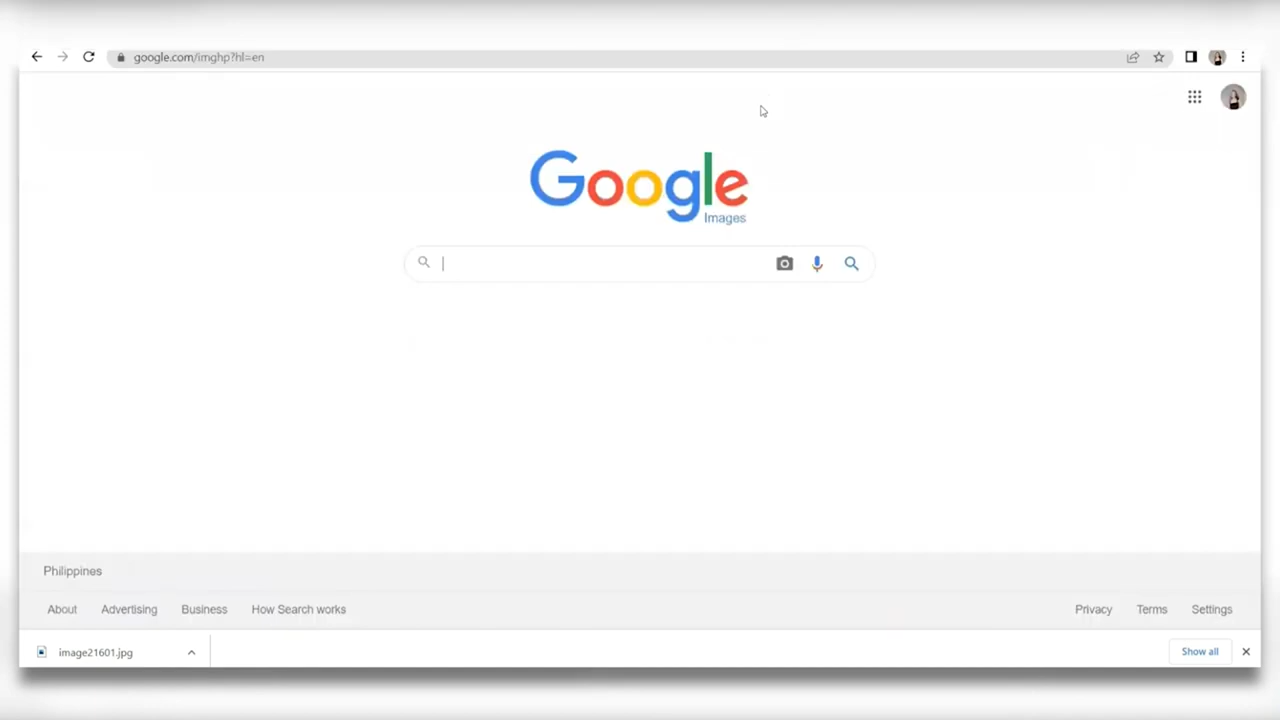 google.com/imghp?hl=en
Google
Images
Philippines
About Advertising Business How Search works Privacy Terms Settings
image21601.jpg Show all